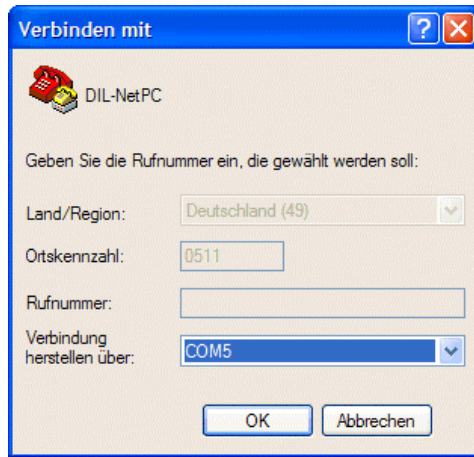 Verbinden mit
DIL-NetPC
Geben Sie die Rufnummer ein, die gewählt werden soll:
Land/Region: Deutschland (49)
Ortskennzahl: 0511
Rufnummer:
Verbindung
herstellen über: COM5
OK Abbrechen